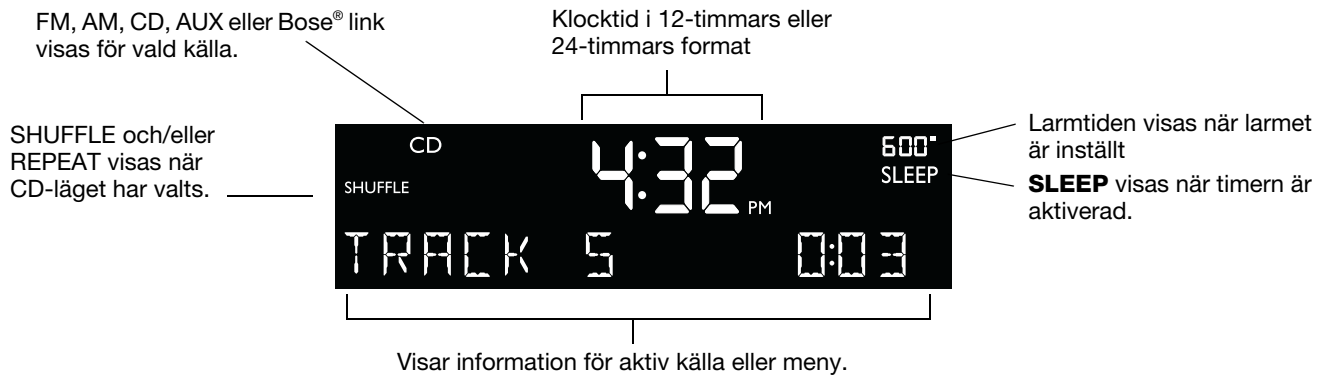 FM, AM, CD, AUX eller Bose® link
visas för vald källa.
Klocktid i 12-timmars eller
24-timmars format
SHUFFLE och/eller
REPEAT visas när
CD-läget har valts.
CD
SHUFFLE
4:32 PM
600
SLEEP
TRACK 5 0:03
Larmtiden visas när larmet
är inställt
SLEEP visas när timern är
aktiverad.
Visar information för aktiv källa eller meny.